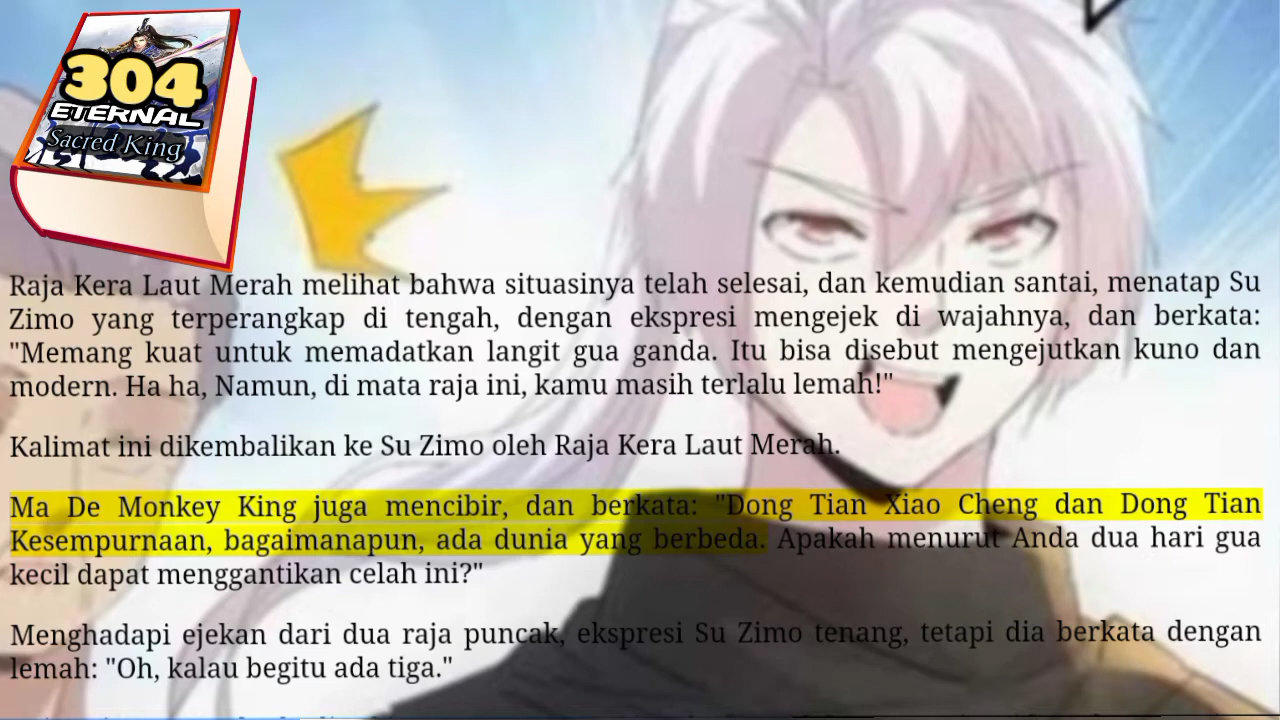 304
ETERNAL
Sacred King
Raja Kera Laut Merah melihat bahwa situasinya telah selesai, dan kemudian santai, menatap Su
Zimo yang terperangkap di tengah, dengan ekspresi mengejek di wajahnya, dan berkata:
"Memang kuat untuk memadatkan langit gua ganda. Itu bisa disebut mengejutkan kuno dan
modern. Ha ha, Namun, di mata raja ini, kamu masih terlalu lemah!"
Kalimat ini dikembalikan ke Su Zimo oleh Raja Kera Laut Merah.
Ma De Monkey King juga mencibir, dan berkata: "Dong Tian Xiao Cheng dan Dong Tian
Kesempurnaan, bagaimanapun, ada dunia yang berbeda. Apakah menurut Anda dua hari gua
kecil dapat menggantikan celah ini?"
Menghadapi ejekan dari dua raja puncak, ekspresi Su Zimo tenang, tetapi dia berkata dengan
lemah: "Oh, kalau begitu ada tiga."